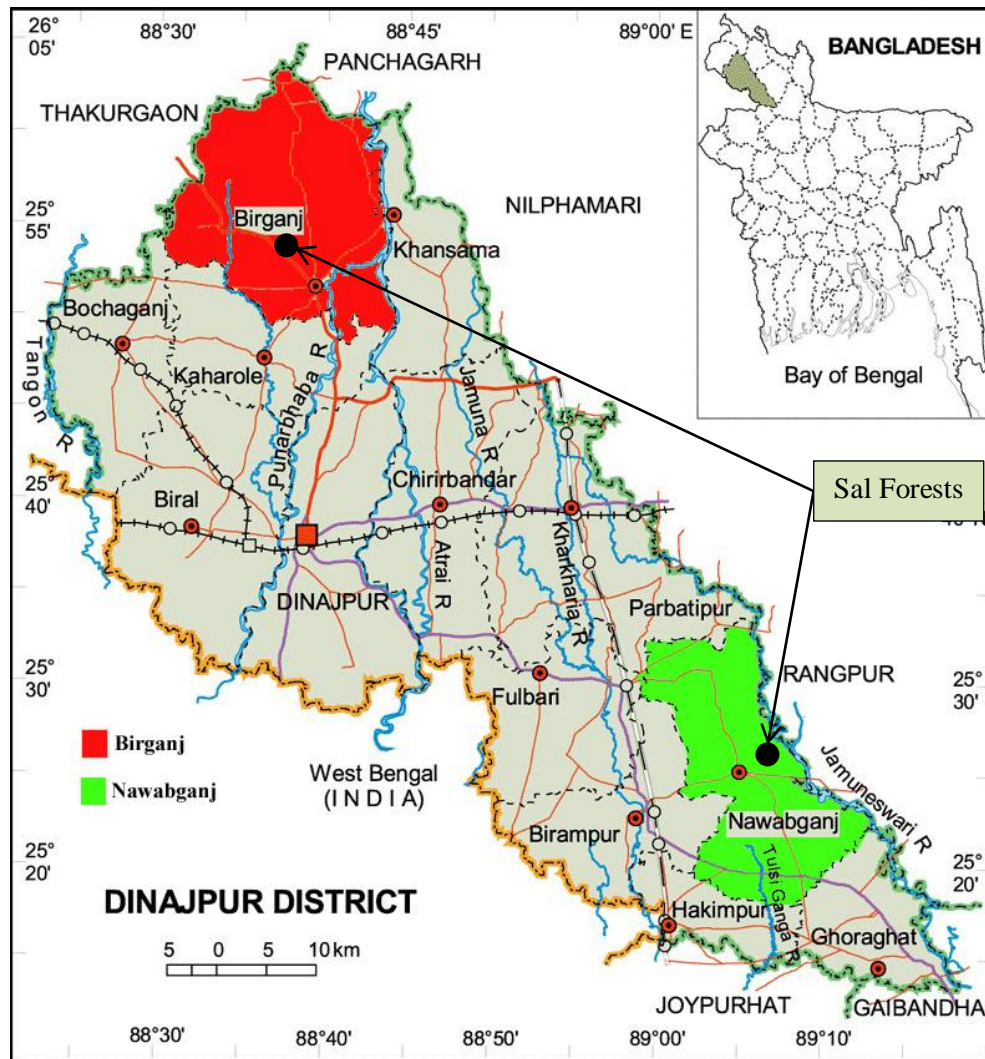 26
05'
88°30'
88°45'
89°00' E
PANCHAGARH
THAKURGAON
BANGLADESH
25°
55'
NILPHAMARI
Birganj
Khansama
Bochaganj
Tangon R
Kaharole
Punarbhaba R
Jamuna R
Bay of Bengal
25°
40'
Chirirbandar
Sal Forests
Biral
Atrai R
Kharkharia R
DINAJPUR
Parbatipur
25°
30'
RANGPUR
25°
30'
Fulbari
Birganj
Nawabganj
West Bengal
(I N D I A)
Jamuneswari R
Birampur
Nawabganj
25°
20'
Tulsi Ganga R
25°
20'
DINAJPUR DISTRICT
Hakimpur
Ghoraghat
5 0 5 10 km
JOYPURHAT
GAIBANDHA
88°30'
88°40'
88°50'
89°00'
89°10'